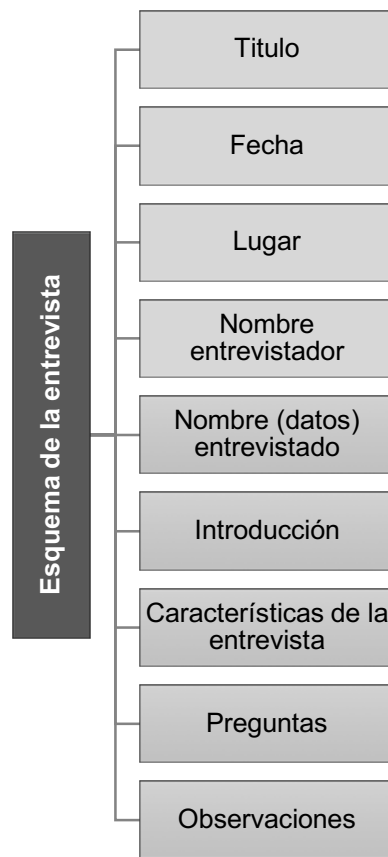 Esquema de la entrevista
Titulo
Fecha
Lugar
Nombre
entrevistador
Nombre (datos)
entrevistado
Introducción
Características de la
entrevista
Preguntas
Observaciones